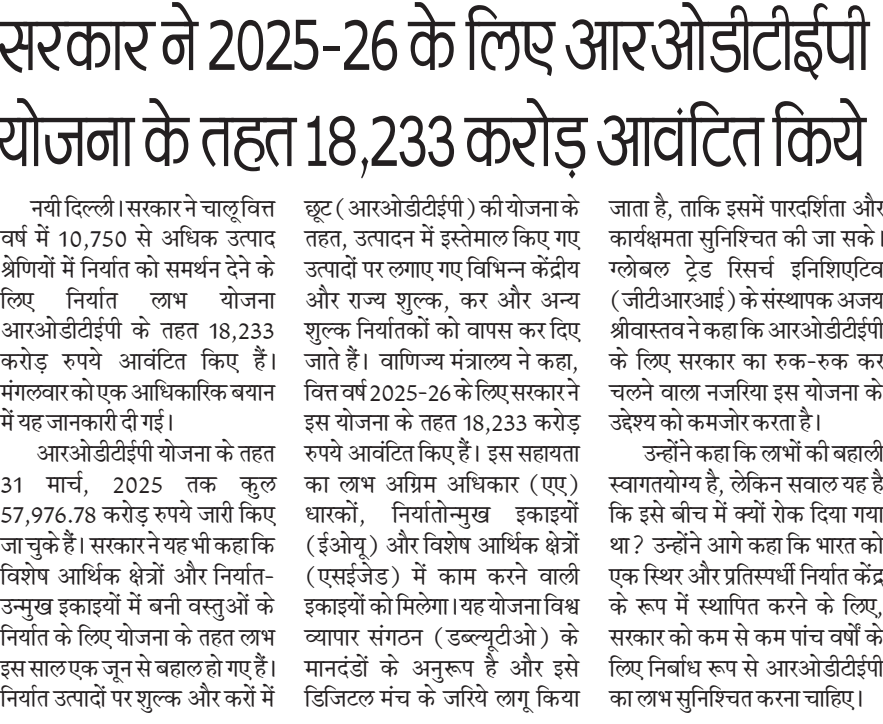 सरकार ने 2025-26 के लिए आरओडीटीईपी
योजना के तहत 18,233 करोड़ आवंटित किये
नयी दिल्ली। सरकार ने चालू वित्त
वर्ष में 10,750 से अधिक उत्पाद
श्रेणियों में निर्यात को समर्थन देने के
लिए निर्यात लाभ योजना
आरओडीटीईपी के तहत 18,233
करोड़ रुपये आवंटित किए हैं।
मंगलवार को एक आधिकारिक बयान
में यह जानकारी दी गई।
आरओडीटीईपी योजना के तहत
31 मार्च, 2025 तक कुल
57,976.78 करोड़ रुपये जारी किए
जा चुके हैं। सरकार ने यह भी कहा कि
विशेष आर्थिक क्षेत्रों और निर्यात-
उन्मुख इकाइयों में बनी वस्तुओं के
निर्यात के लिए योजना के तहत लाभ
इस साल एक जून से बहाल हो गए हैं।
निर्यात उत्पादों पर शुल्क और करों में
छूट (आरओडीटीईपी) की योजना के
तहत, उत्पादन में इस्तेमाल किए गए
उत्पादों पर लगाए गए विभिन्न केंद्रीय
और राज्य शुल्क, कर और अन्य
शुल्क निर्यातकों को वापस कर दिए
जाते हैं। वाणिज्य मंत्रालय ने कहा,
वित्त वर्ष 2025-26 के लिए सरकार ने
इस योजना के तहत 18,233 करोड़
रुपये आवंटित किए हैं। इस सहायता
का लाभ अग्रिम अधिकार (एए)
धारकों, निर्यातोन्मुख इकाइयों
(ईओयू) और विशेष आर्थिक क्षेत्रों
(एसईजेड) में काम करने वाली
इकाइयों को मिलेगा। यह योजना विश्व
व्यापार संगठन (डब्ल्यूटीओ) के
मानदंडों के अनुरूप है और इसे
डिजिटल मंच के जरिये लागू किया
जाता है, ताकि इसमें पारदर्शिता और
कार्यक्षमता सुनिश्चित की जा सके।
ग्लोबल ट्रेड रिसर्च इनिशिएटिव
(जीटीआरआई) के संस्थापक अजय
श्रीवास्तव ने कहा कि आरओडीटीईपी
के लिए सरकार का रुक-रुक कर
चलने वाला नजरिया इस योजना के
उद्देश्य को कमजोर करता है।
उन्होंने कहा कि लाभों की बहाली
स्वागतयोग्य है, लेकिन सवाल यह है
कि इसे बीच में क्यों रोक दिया गया
था? उन्होंने आगे कहा कि भारत को
एक स्थिर और प्रतिस्पर्धी निर्यात केंद्र
के रूप में स्थापित करने के लिए,
सरकार को कम से कम पांच वर्षों के
लिए निर्बाध रूप से आरओडीटीईपी
का लाभ सुनिश्चित करना चाहिए।